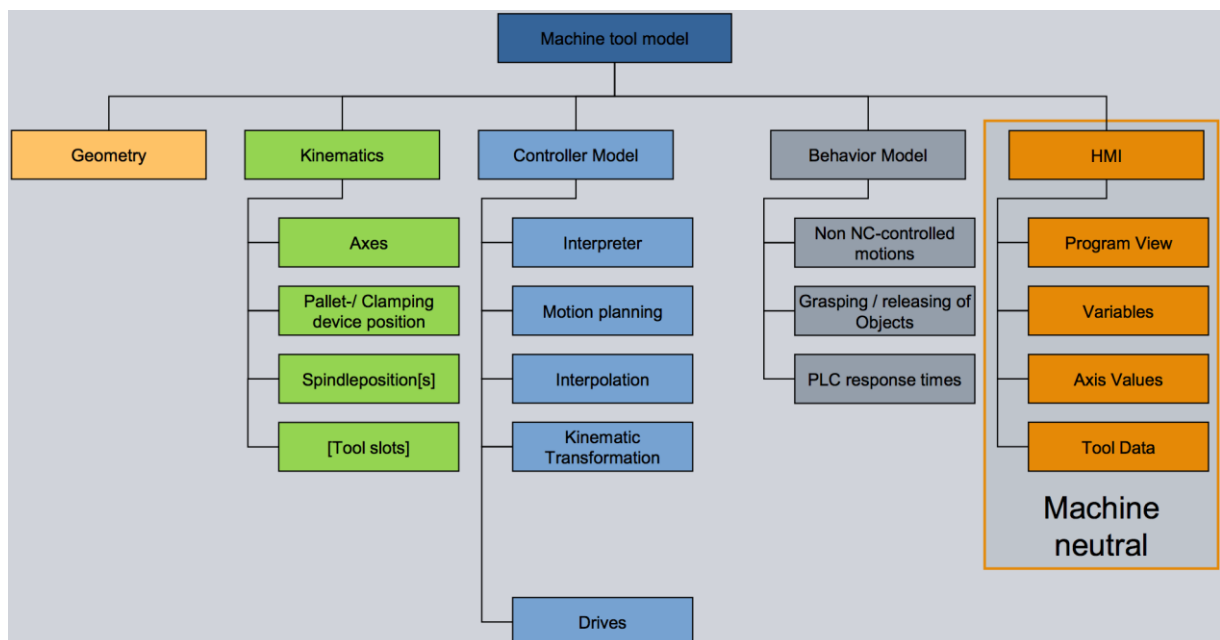 Machine tool model
Geometry
Kinematics
Controller Model
Behavior Model
HMI
Axes
Pallet-/ Clamping
device position
Spindleposition[s]
[Tool slots]
Interpreter
Motion planning
Interpolation
Kinematic
Transformation
Drives
Non NC-controlled
motions
Grasping / releasing of
Objects
PLC response times
Program View
Variables
Axis Values
Tool Data
Machine
neutral